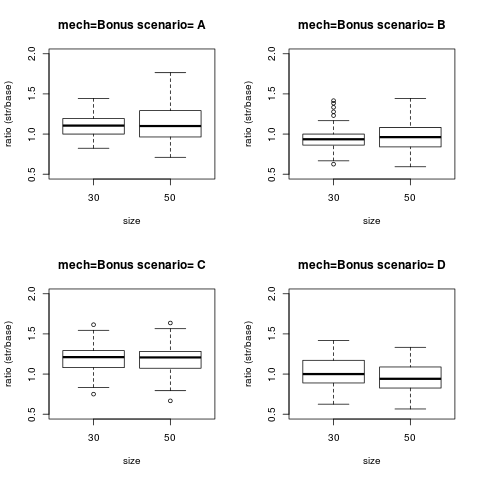 mech=Bonus scenario= A
ratio (str/base)
2.0
1.5
1.0
0.5
30 50
size
mech=Bonus scenario= B
ratio (str/base)
2.0
1.5
1.0
0.5
30 50
size
mech=Bonus scenario= C
ratio (str/base)
2.0
1.5
1.0
0.5
30 50
size
mech=Bonus scenario= D
ratio (str/base)
2.0
1.5
1.0
0.5
30 50
size